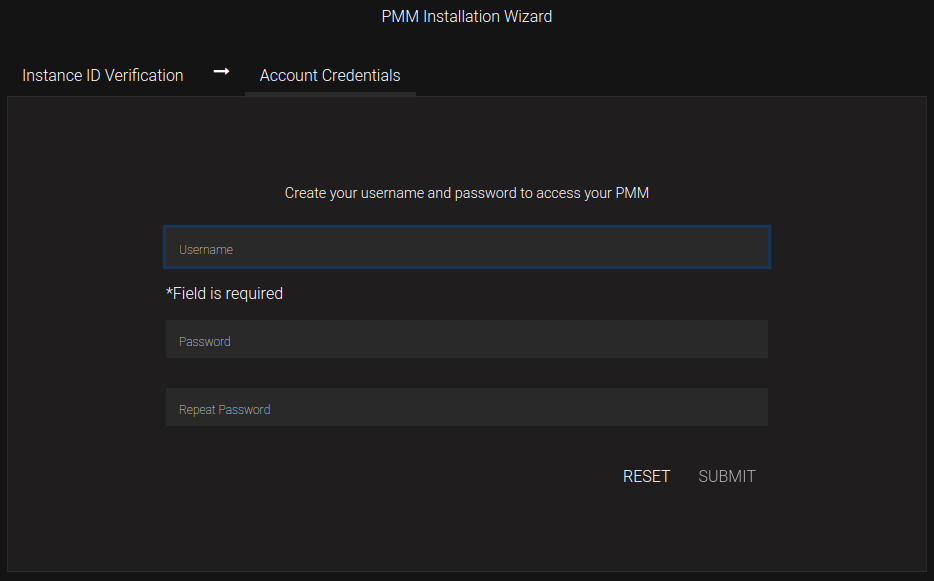 PMM Installation Wizard
Instance ID Verification → Account Credentials
Create your username and password to access your PMM
Username
*Field is required
Password
Repeat Password
RESET SUBMIT